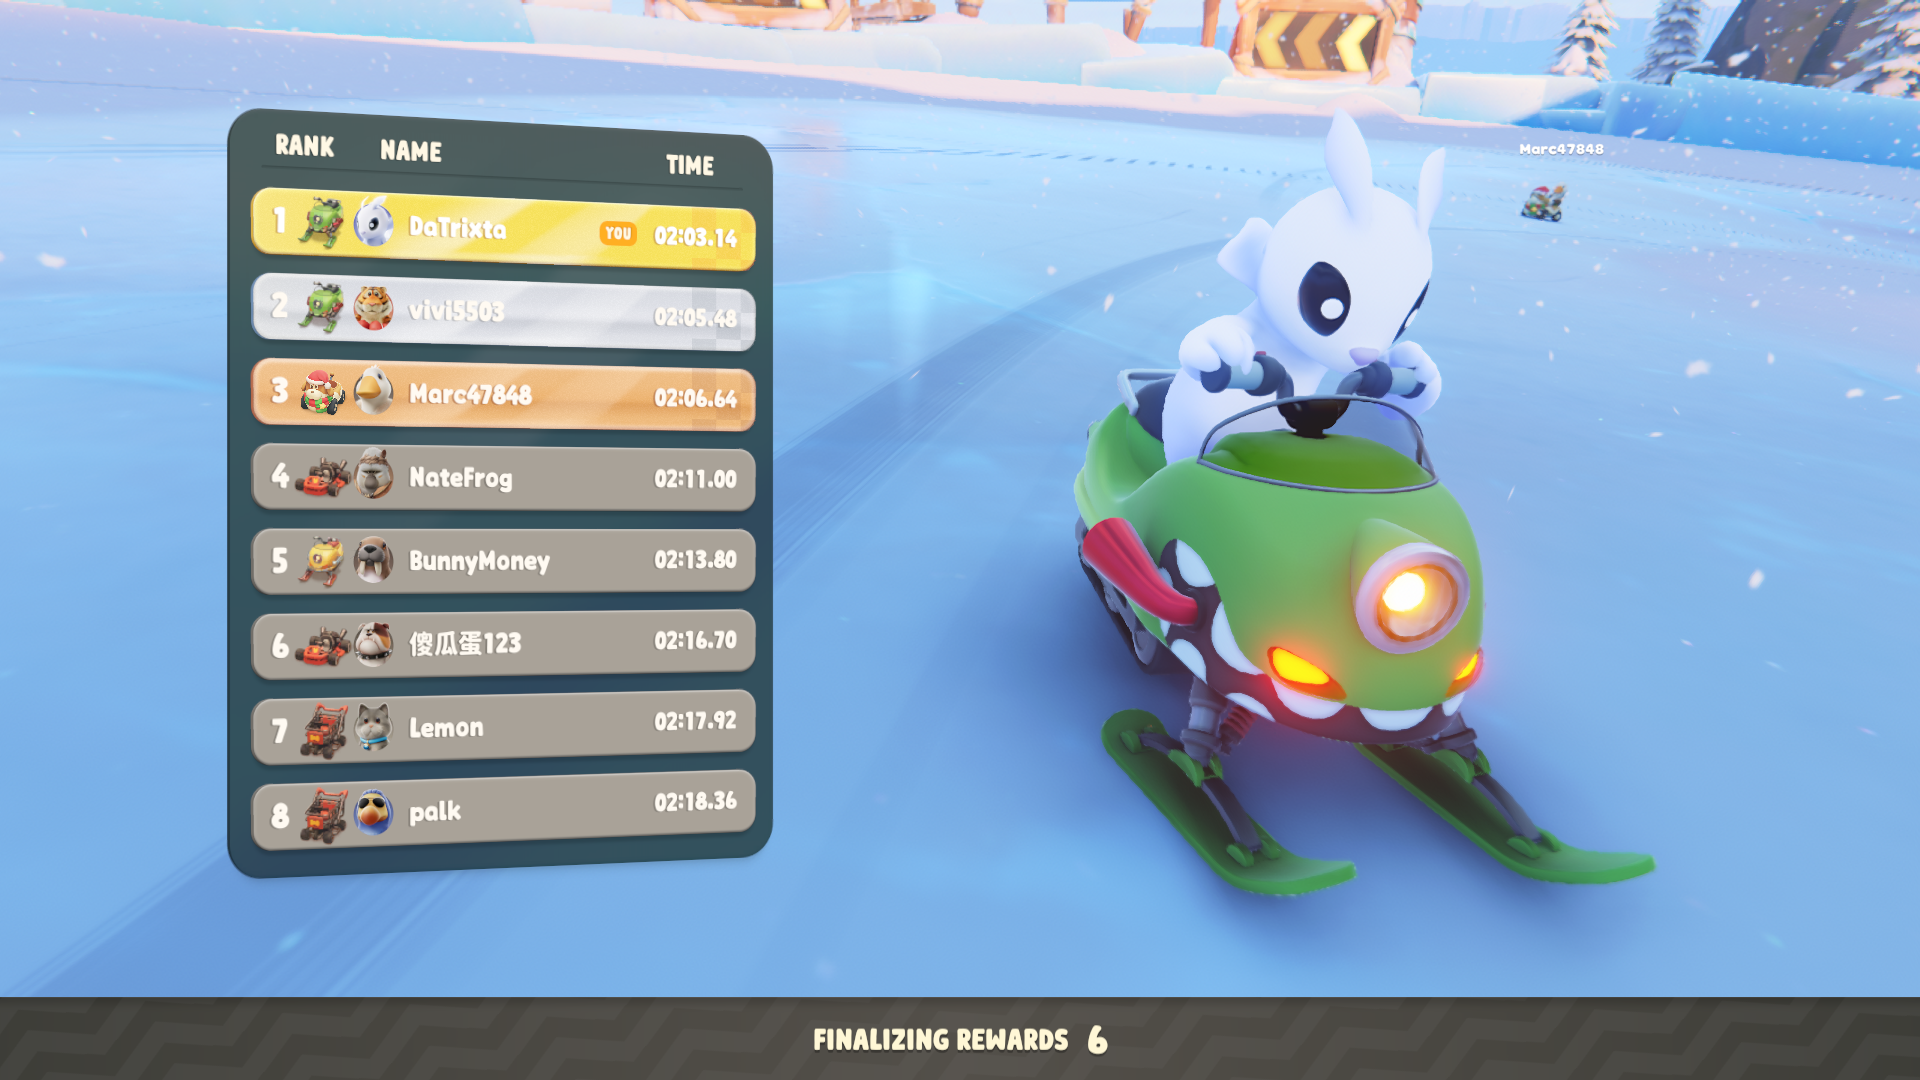 RANK NAME TIME
1 DaTrixta YOU 02:03.14
2 vivi5503 02:05.48
3 Marc47848 02:06.64
4 NateFrog 02:11.00
5 BunnyMoney 02:13.80
6 傻瓜蛋123 02:16.70
7 Lemon 02:17.92
8 palk 02:18.36
Marc47848
FINALIZING REWARDS 6